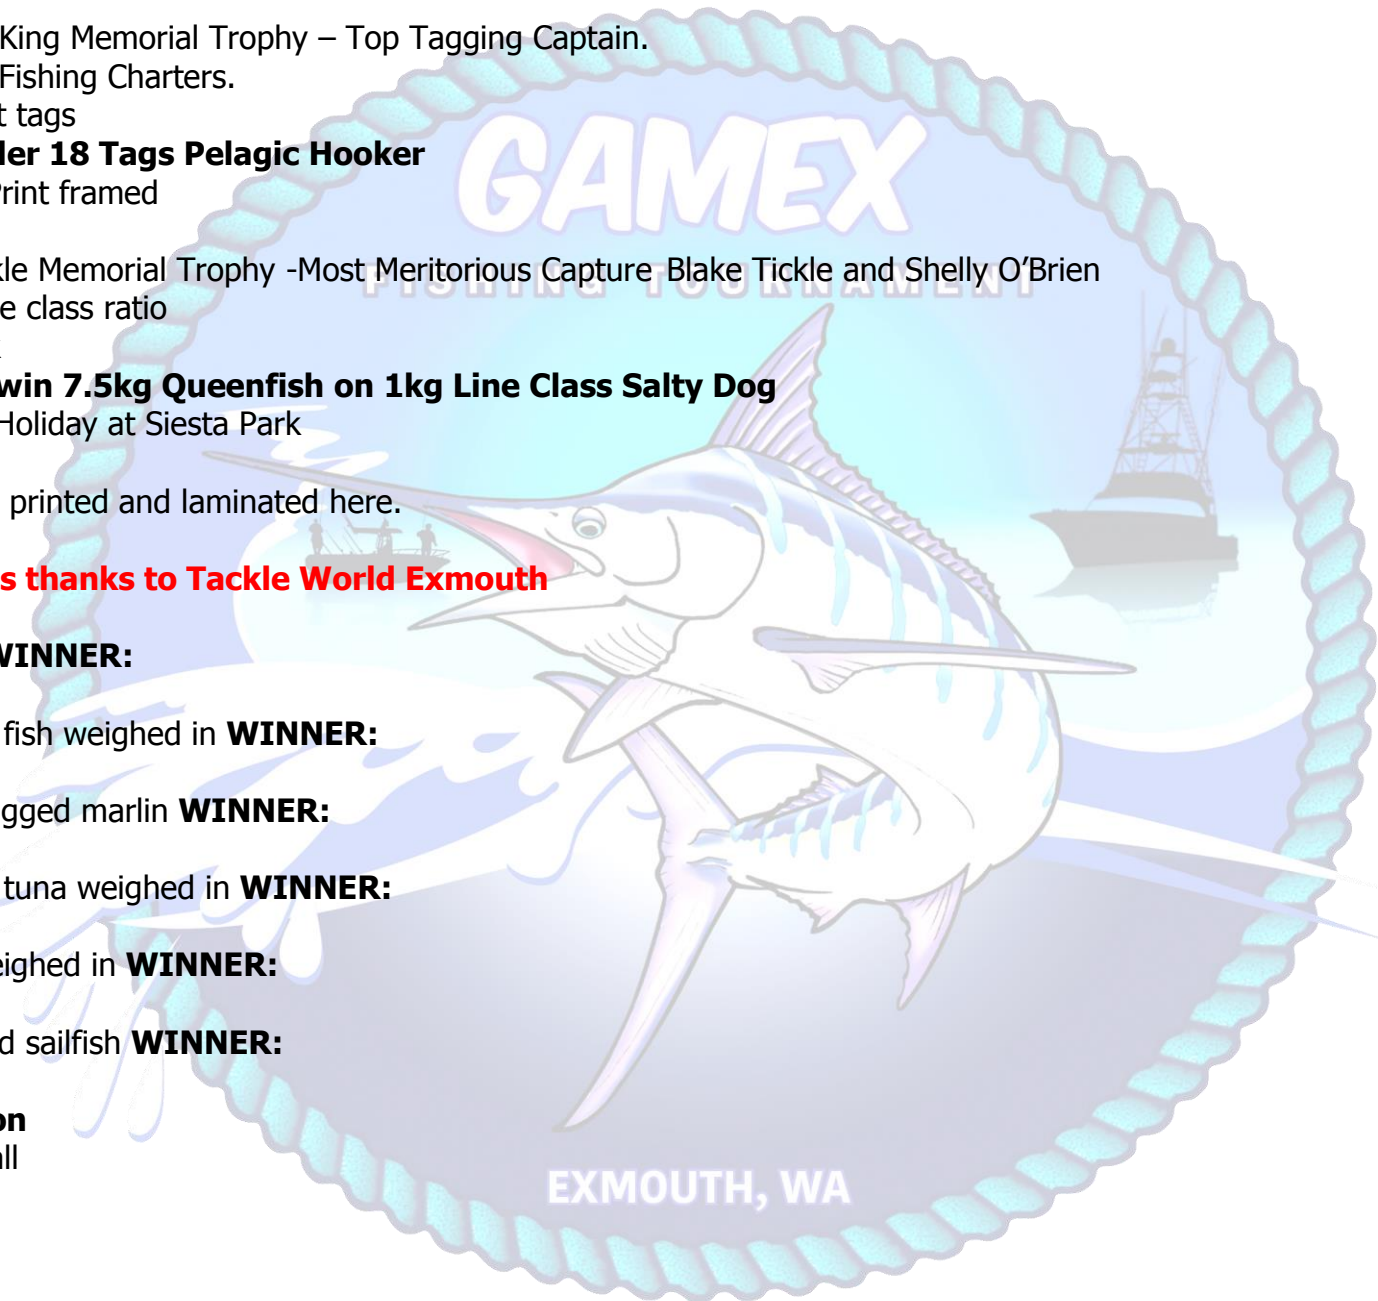 King Memorial Trophy – Top Tagging Captain.
Fishing Charters.
t tags
ler 18 Tags Pelagic Hooker
Print framed
kle Memorial Trophy -Most Meritorious Capture Blake Tickle and Shelly O'Brien
e class ratio
win 7.5kg Queenfish on 1kg Line Class Salty Dog
Holiday at Siesta Park
printed and laminated here.
s thanks to Tackle World Exmouth
WINNER:
fish weighed in WINNER:
gged marlin WINNER:
tuna weighed in WINNER:
eighed in WINNER:
d sailfish WINNER:
on
all
GAMEX
FISHING TOURNAMENT
EXMOUTH, WA